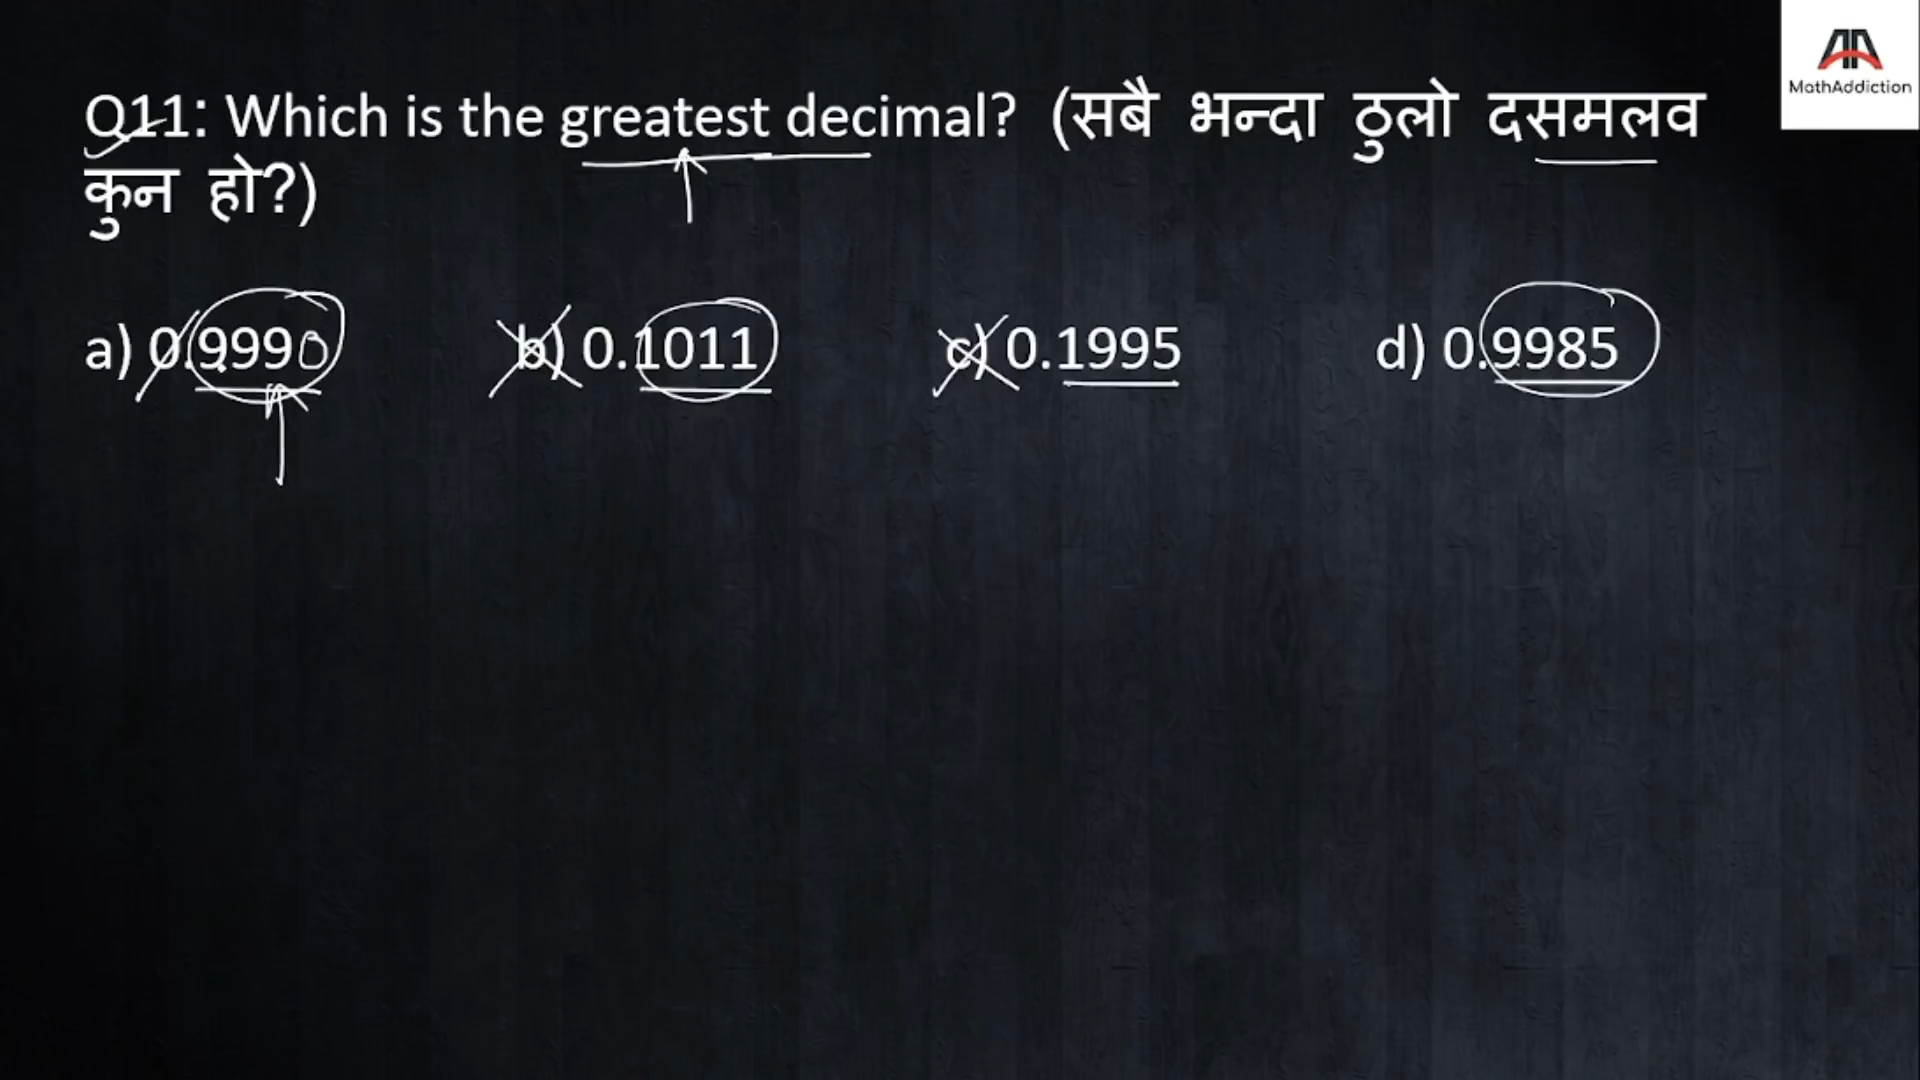 MathAddiction
Q11: Which is the greatest decimal? (सबै भन्दा ठुलो दसमलव
कुन हो?)
a) 0.9990 b) 0.1011 c) 0.1995 d) 0.9985